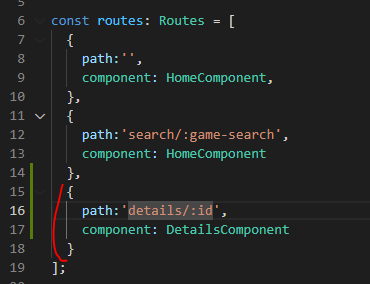 6 const routes: Routes = [
7 {
8 path:'',
9 component: HomeComponent,
10 },
11 {
12 path:'search/:game-search',
13 component: HomeComponent
14 },
15 {
16 path:'details/:id',
17 component: DetailsComponent
18 }
19 ];